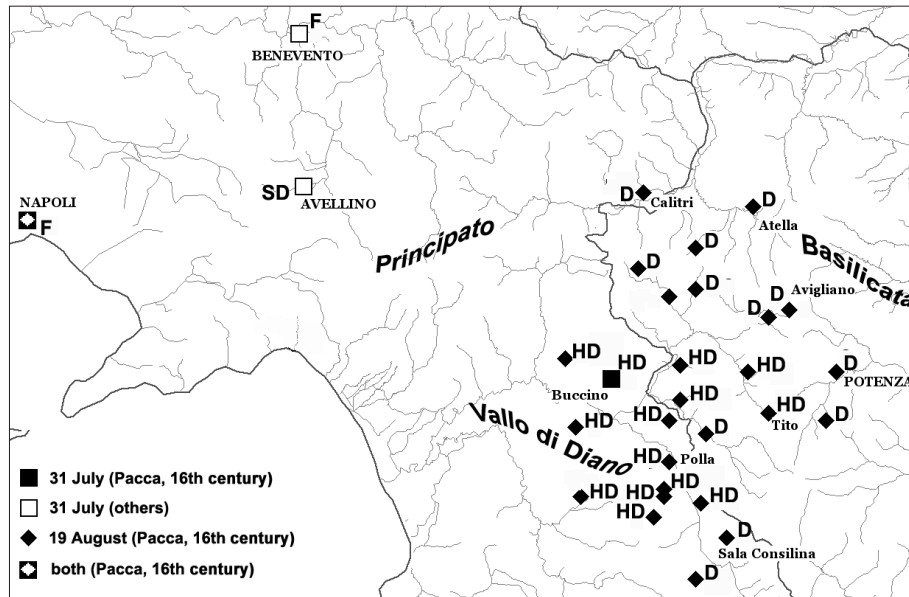 F
BENEVENTO
SD
AVELLINO
NAPOLI
F
Principato
D
Calitri
D
Atella
Basilicata
D
D
D
D
Avigliano
D
HD
HD
Buccino
HD
HD
D
POTENZA
HD
HD
Tito
D
HD
HD
D
Vallo di Diano
HD
Polla
HD
HD
HD
HD
HD
D
Sala Consilina
D
31 July (Pacca, 16th century)
31 July (others)
19 August (Pacca, 16th century)
both (Pacca, 16th century)